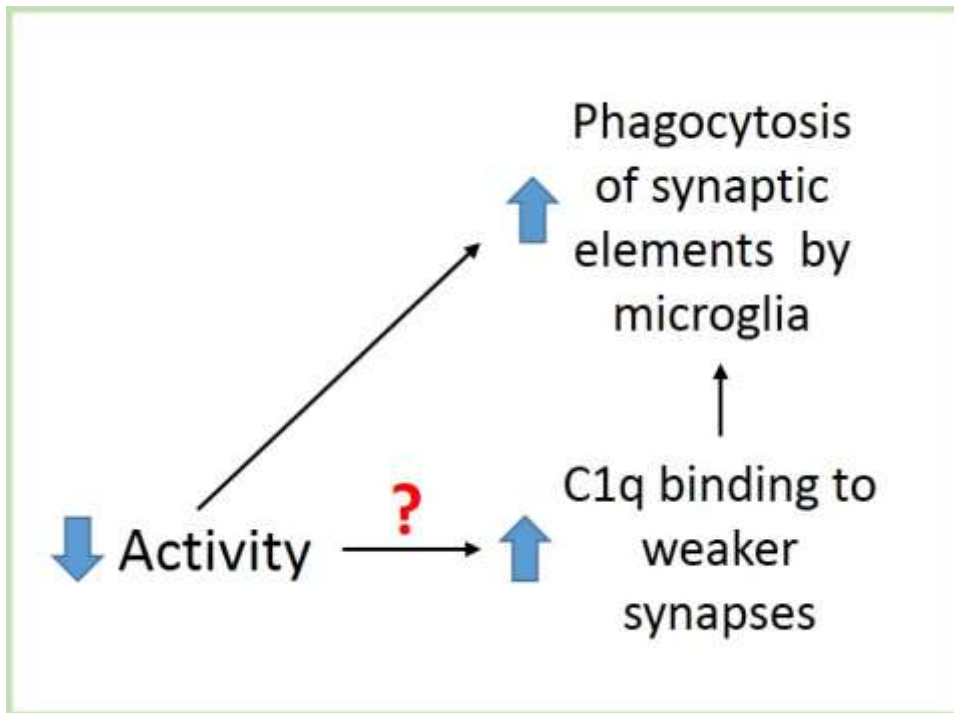 Phagocytosis
of synaptic
elements by
microglia
?
Activity
C1q binding to
weaker
synapses